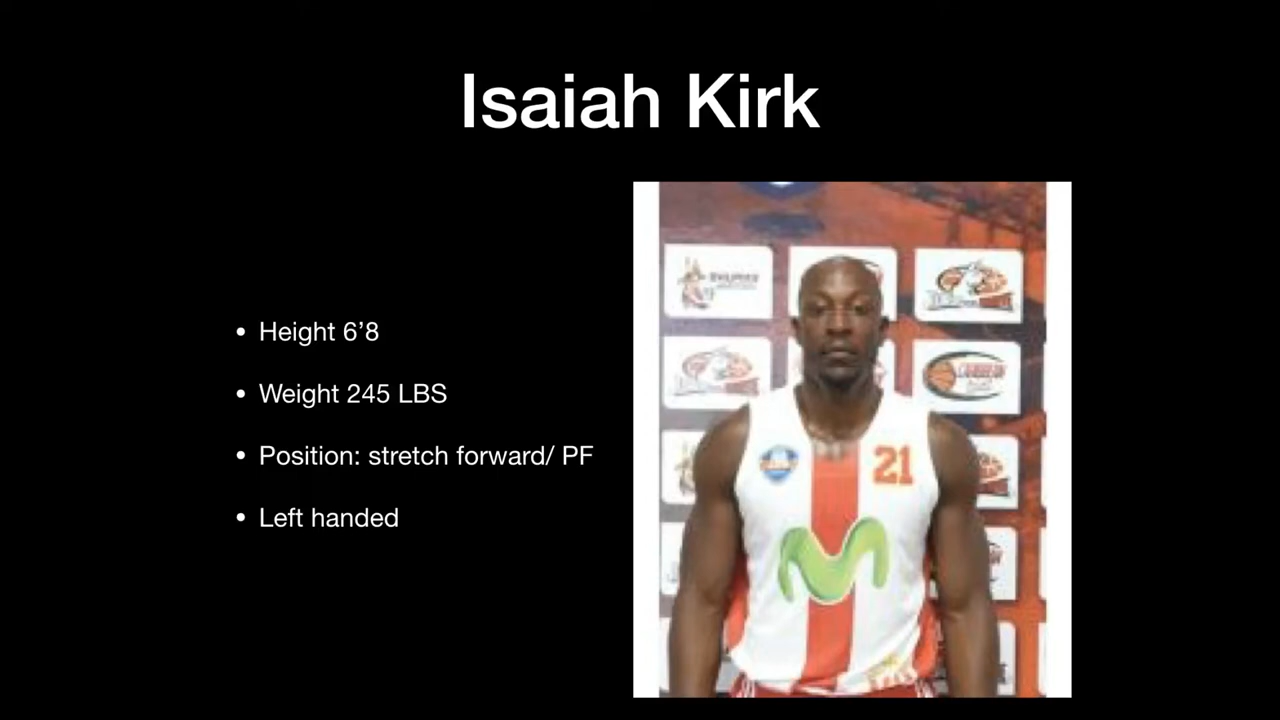 Isaiah Kirk
• Height 6’8
• Weight 245 LBS
• Position: stretch forward/ PF
• Left handed
21